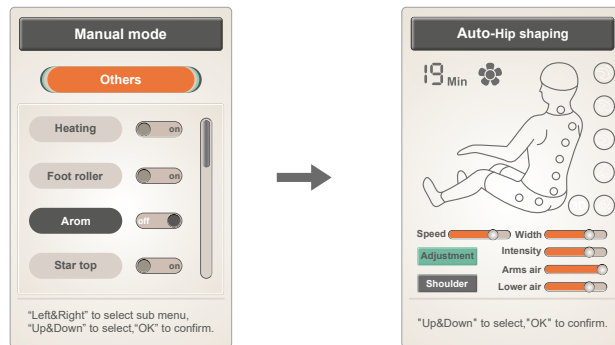 Manual mode
Others
Heating
on
Foot roller
on
Arom
off
Star top
on
“Left&Right” to select sub menu,
“Up&Down” to select,“OK” to confirm.
Auto-Hip shaping
19 Min
Speed
Width
Adjustment
Intensity
Arms air
Shoulder
Lower air
"Up&Down" to select,"OK" to confirm.